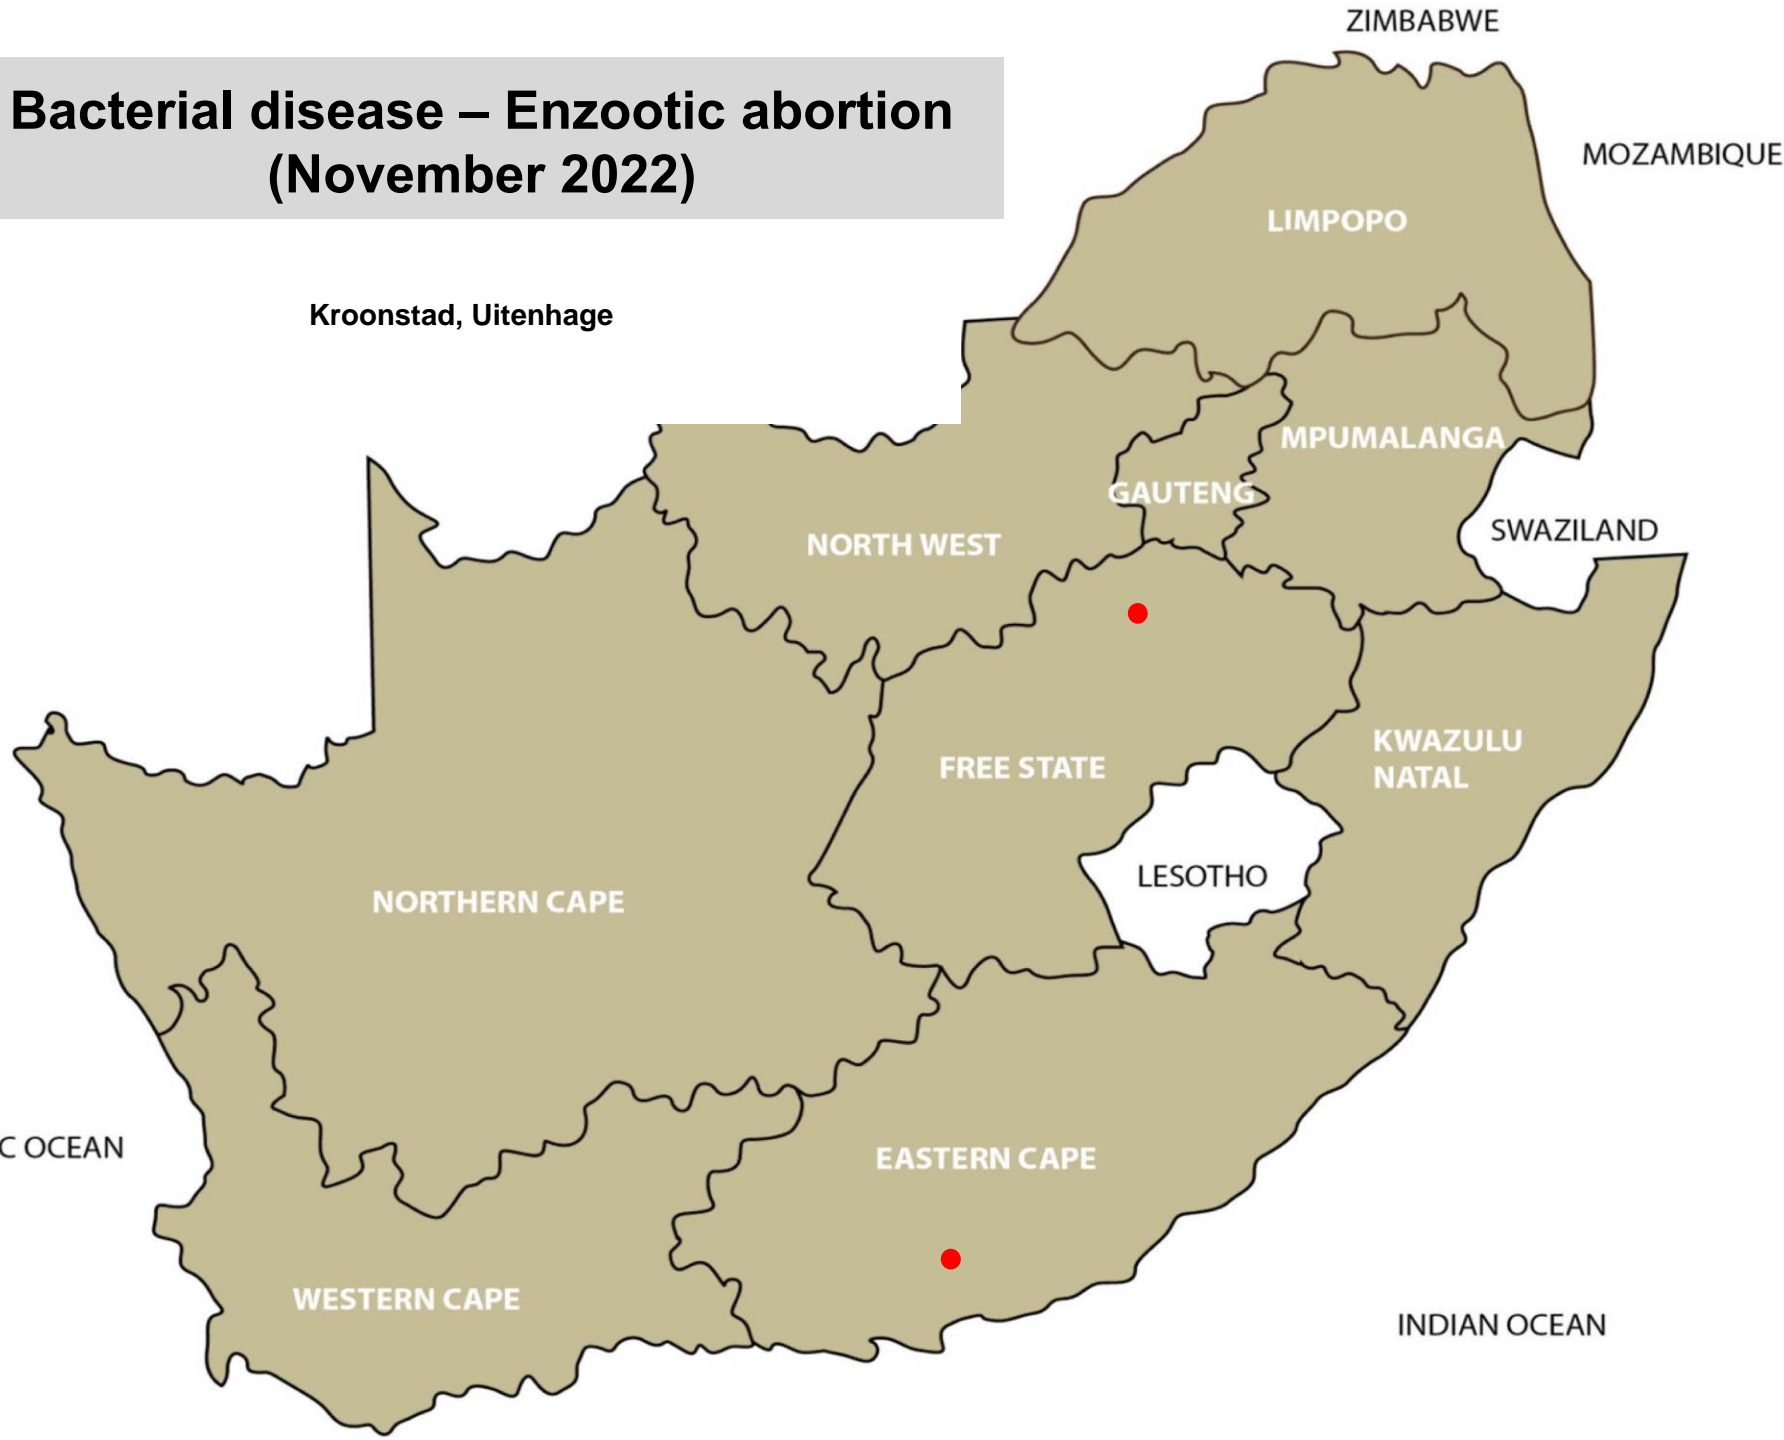 ZIMBABWE
Bacterial disease – Enzootic abortion
(November 2022)
MOZAMBIQUE
LIMPOPO
Kroonstad, Uitenhage
MPUMALANGA
GAUTENG
SWAZILAND
NORTH WEST
KWAZULU
NATAL
FREE STATE
LESOTHO
NORTHERN CAPE
C OCEAN
EASTERN CAPE
WESTERN CAPE
INDIAN OCEAN